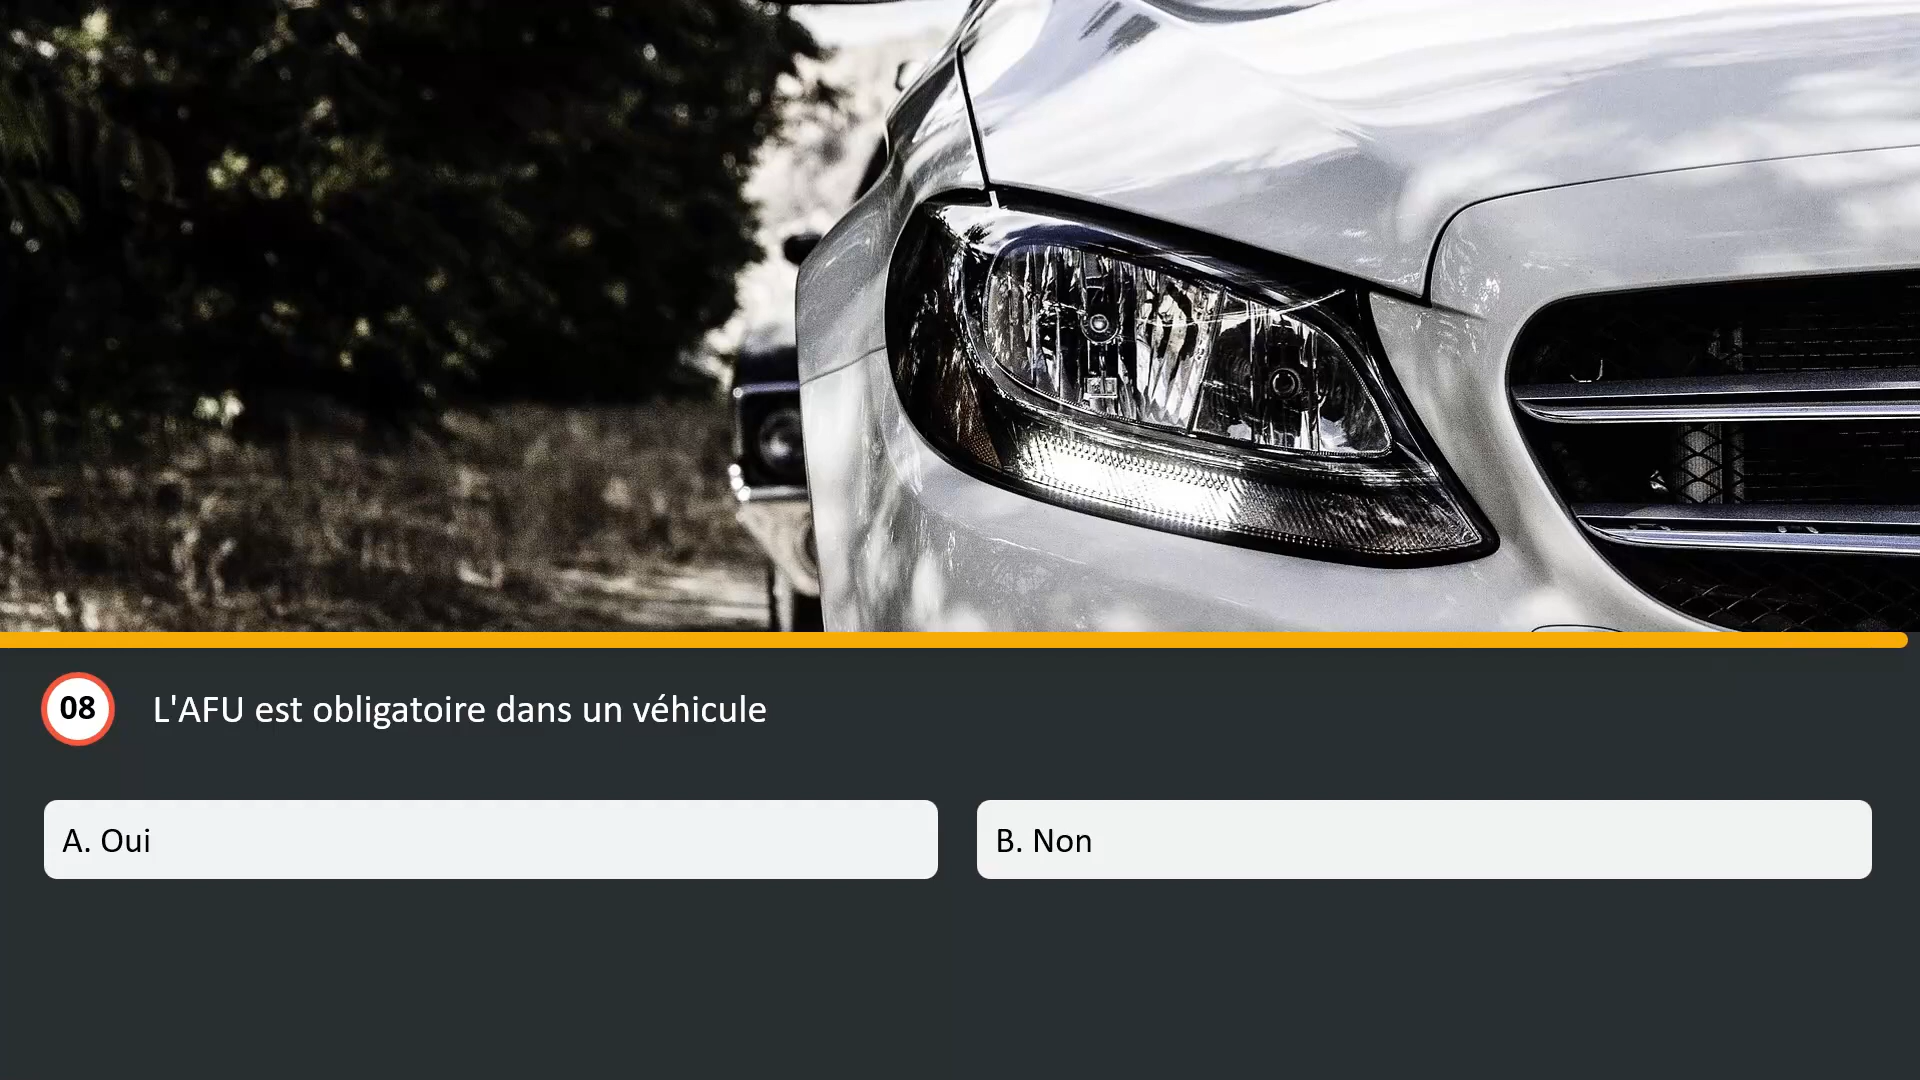 08 L'AFU est obligatoire dans un véhicule
A. Oui
B. Non